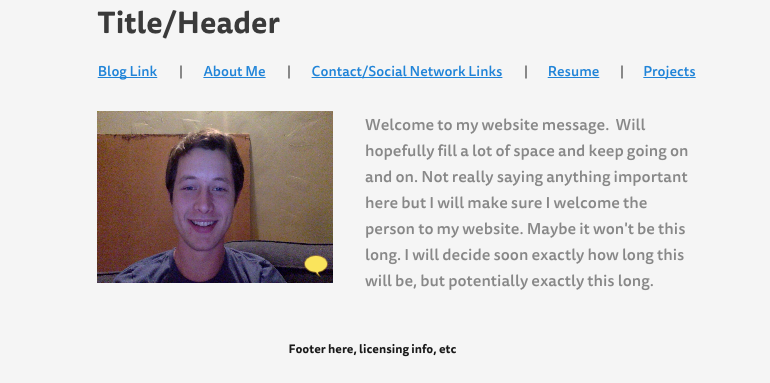 Title/Header
Blog Link | About Me | Contact/Social Network Links | Resume | Projects
Welcome to my website message.  Will
hopefully fill a lot of space and keep going on
and on. Not really saying anything important
here but I will make sure I welcome the
person to my website. Maybe it won't be this
long. I will decide soon exactly how long this
will be, but potentially exactly this long.
Footer here, licensing info, etc